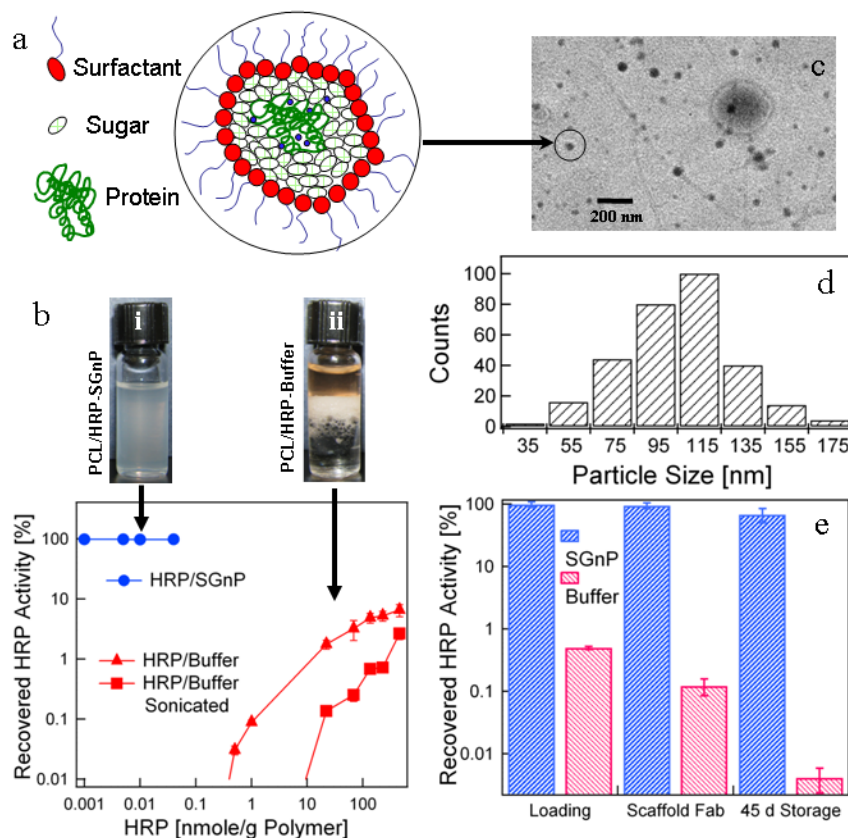 a
Surfactant
Sugar
Protein
c
200 nm
b
i
ii
PCL/HRP-SGnP
PCL/HRP-Buffer
Recovered HRP Activity [%]
100
10
1
0.1
0.01
HRP/SGnP
HRP/Buffer
HRP/Buffer
Sonicated
0.001
0.01
0.1
1
10
100
HRP [nmole/g Polymer]
d
Counts
100
80
60
40
20
0
35 55 75 95 115 135 155 175
Particle Size [nm]
e
Recovered HRP Activity [%]
100
10
1
0.1
0.01
SGnP
Buffer
Loading
Scaffold Fab
45 d Storage